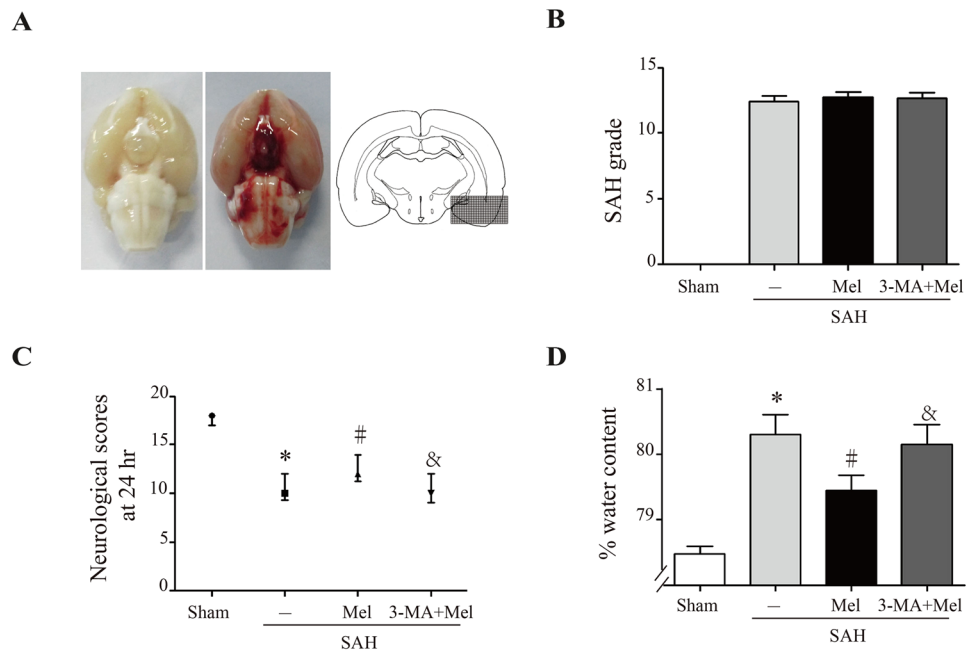 A
B
SAH grade
15
10
5
0
Sham
—
Mel
3-MA+Mel
SAH
C
Neurological scores
at 24 hr
20
15
10
5
0
*
#
&
Sham
—
Mel
3-MA+Mel
SAH
D
% water content
81
80
79
*
#
&
Sham
—
Mel
3-MA+Mel
SAH